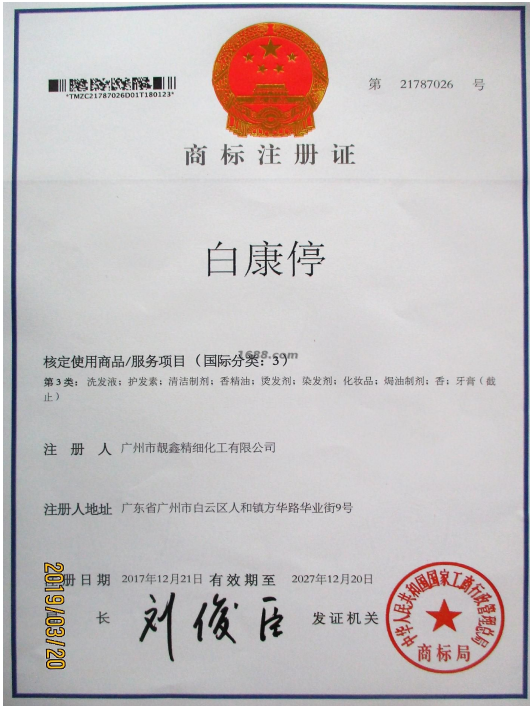 第 21787026 号
*TMZC21787026D01T180123*
商标注册证
白康停
1688.com
核定使用商品/服务项目（国际分类：3）
第3类：洗发液；护发素；清洁制剂；香精油；烫发剂；染发剂；化妆品；焗油制剂；香；牙膏（截
止）
注 册 人 广州市靓鑫精细化工有限公司
注册人地址 广东省广州市白云区人和镇方华路华业街9号
册日期 2017年12月21日 有效期至 2027年12月20日
长 刘俊臣 发证机关
中华人民共和国国家工商行政管理总局
商标局
2019/03/20